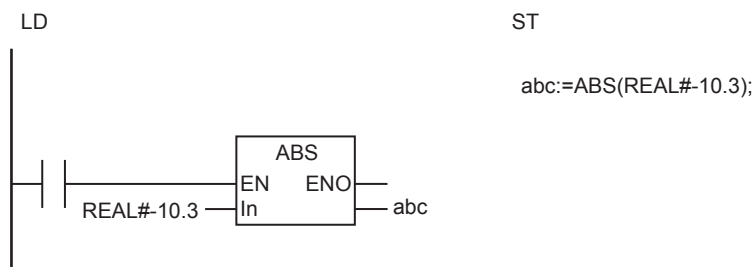 LD
ST
abc:=ABS(REAL#-10.3);
ABS
EN ENO
REAL#-10.3 In abc